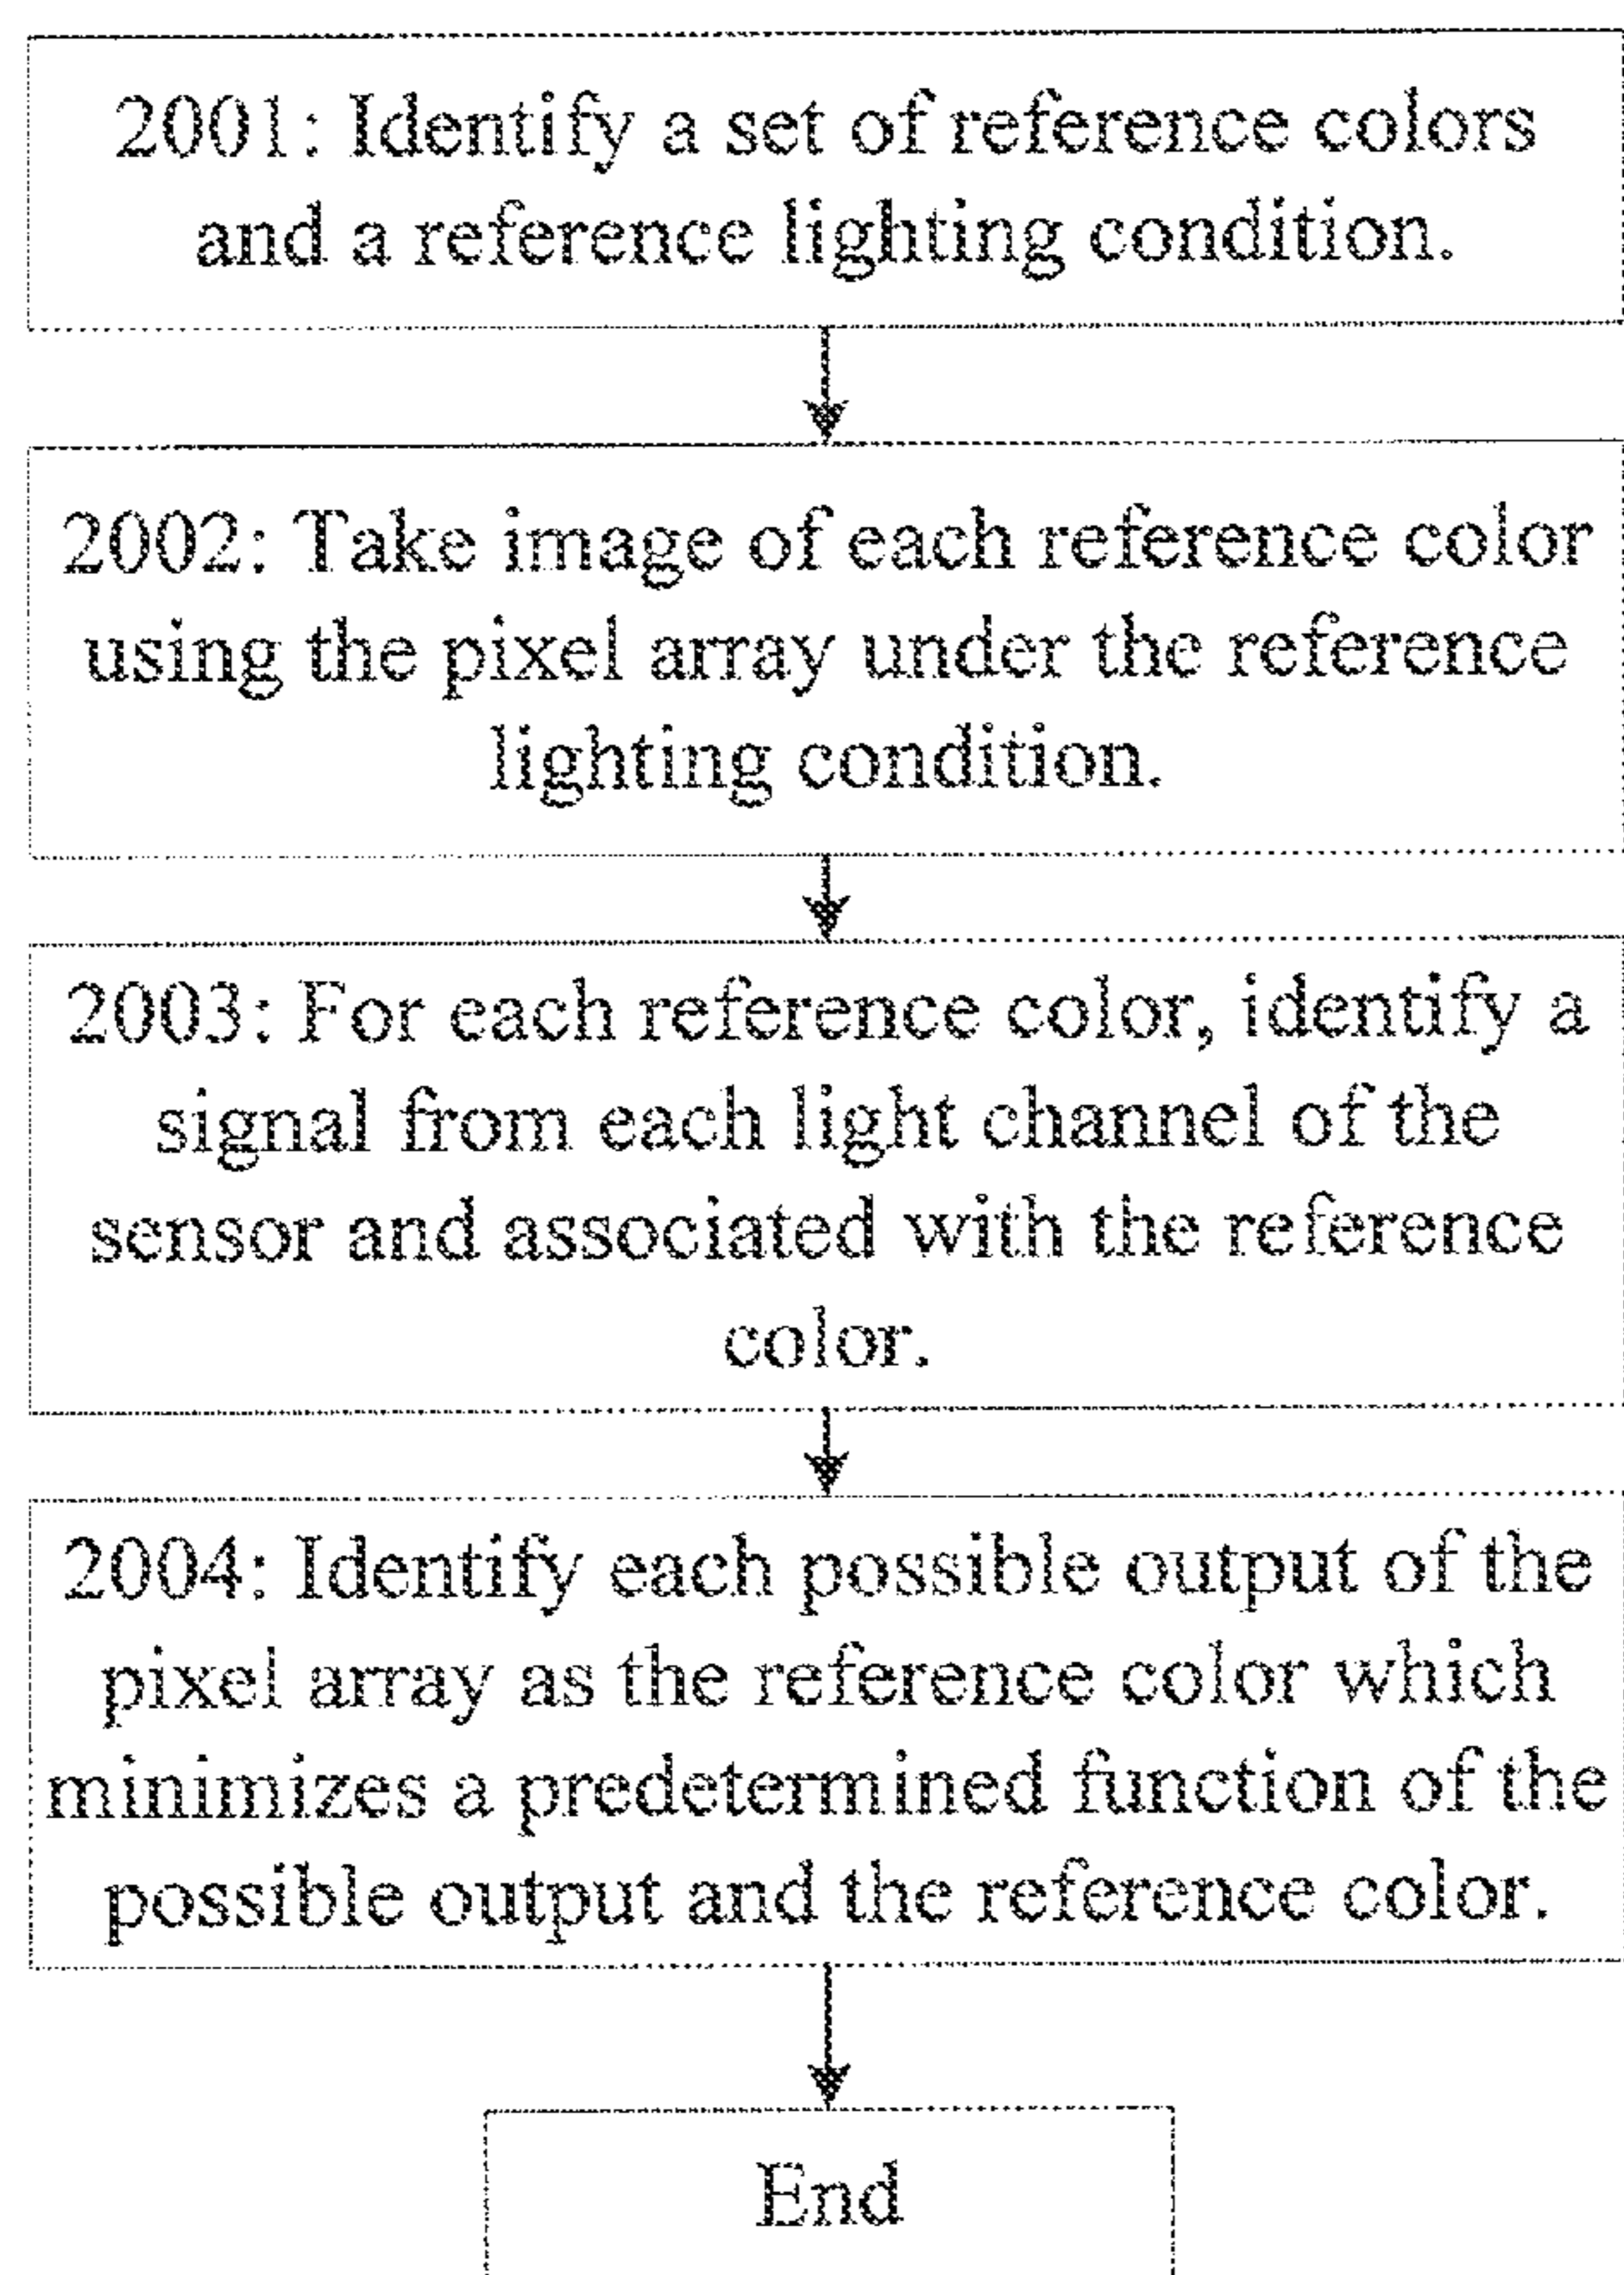 2001: Identify a set of reference colors
and a reference lighting condition.
2002: Take image of each reference color
using the pixel array under the reference
lighting condition.
2003: For each reference color, identify a
signal from each light channel of the
sensor and associated with the reference
color.
2004: Identify each possible output of the
pixel array as the reference color which
minimizes a predetermined function of the
possible output and the reference color.
End